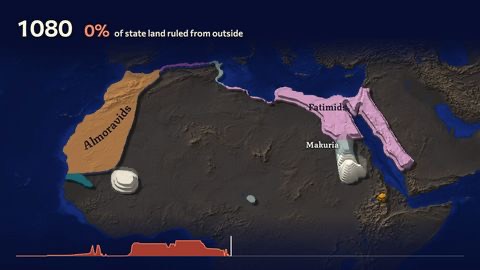 1080 0% of state land ruled from outside
Almoravids
Fatimids
Makuria